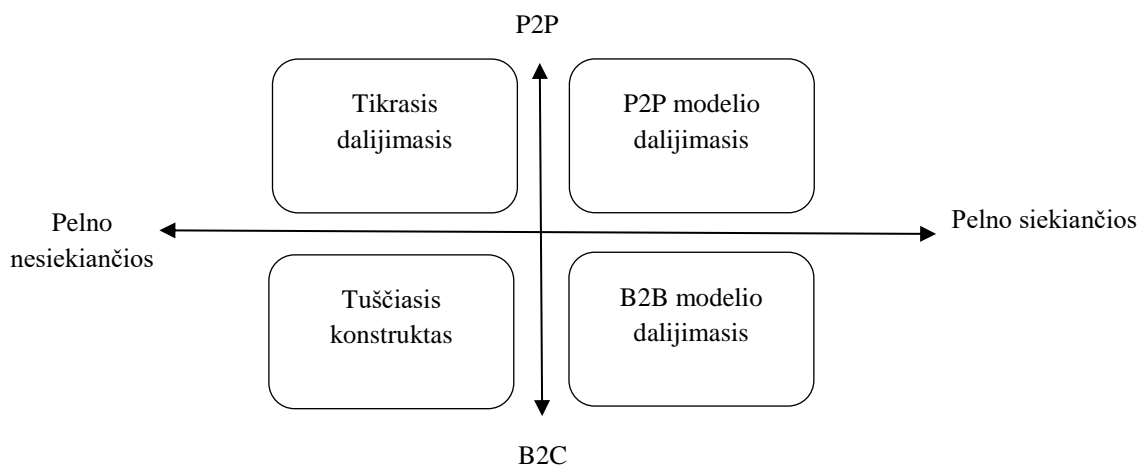 P2P
Tikrasis
dalijimasis
P2P modelio
dalijimasis
Pelno
nesiekiančios
Pelno siekiančios
Tuščiasis
konstruktas
B2B modelio
dalijimasis
B2C